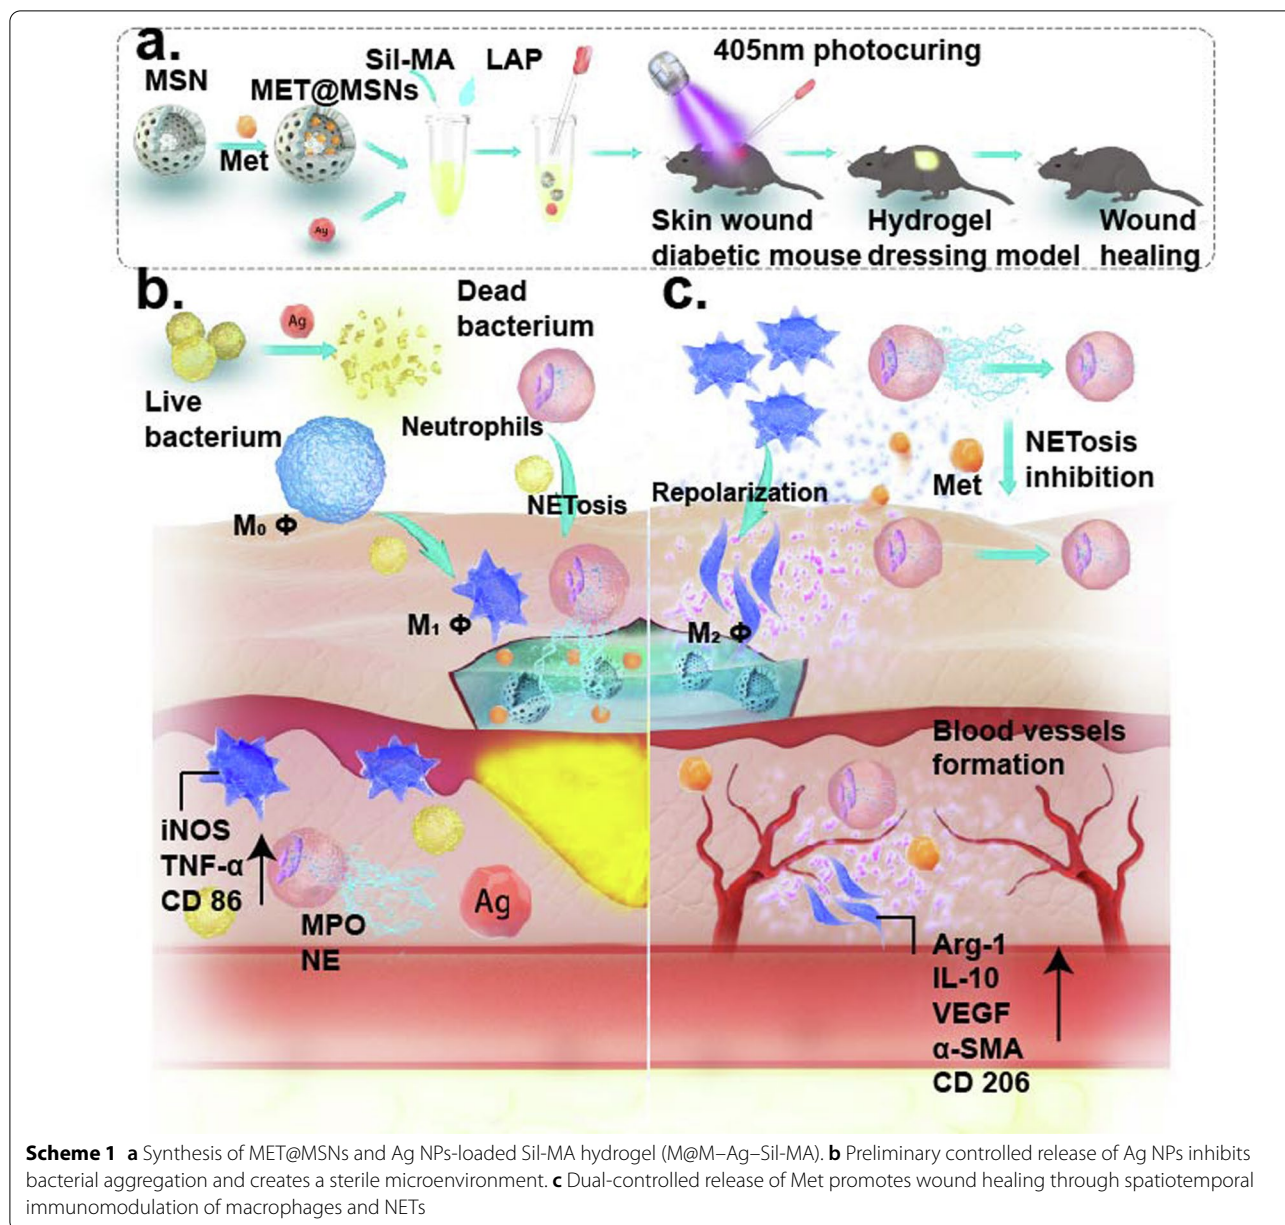 a.
MSN
Met
MET@MSNs
Ag
Sil-MA
LAP
405nm photocuring
Skin wound
diabetic mouse
Hydrogel
dressing model
Wound
healing
b.
Live
bacterium
Ag
Dead
bacterium
Neutrophils
NETosis
M₀ Φ
M₁ Φ
iNOS
TNF-α
CD 86
MPO
NE
Ag
c.
Repolarization
M₂ Φ
Met
NETosis
inhibition
Blood vessels
formation
Arg-1
IL-10
VEGF
α-SMA
CD 206
Scheme 1 a Synthesis of MET@MSNs and Ag NPs-loaded Sil-MA hydrogel (M@M–Ag–Sil-MA). b Preliminary controlled release of Ag NPs inhibits
bacterial aggregation and creates a sterile microenvironment. c Dual-controlled release of Met promotes wound healing through spatiotemporal
immunomodulation of macrophages and NETs